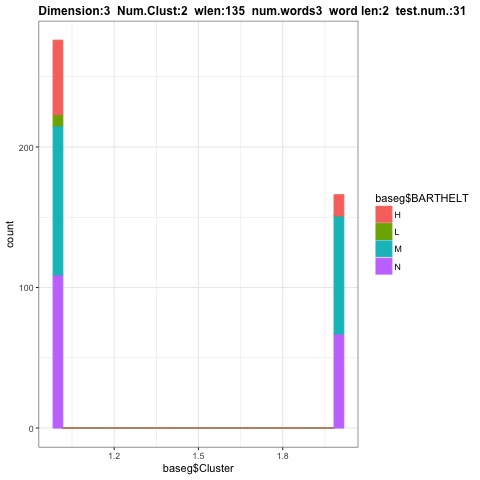 Dimension:3 Num.Clust:2 wlen:135 num.words3 word len:2 test.num.:31
200
100
0
count
1.2 1.5 1.8
baseg$Cluster
baseg$BARTHELT
H
L
M
N